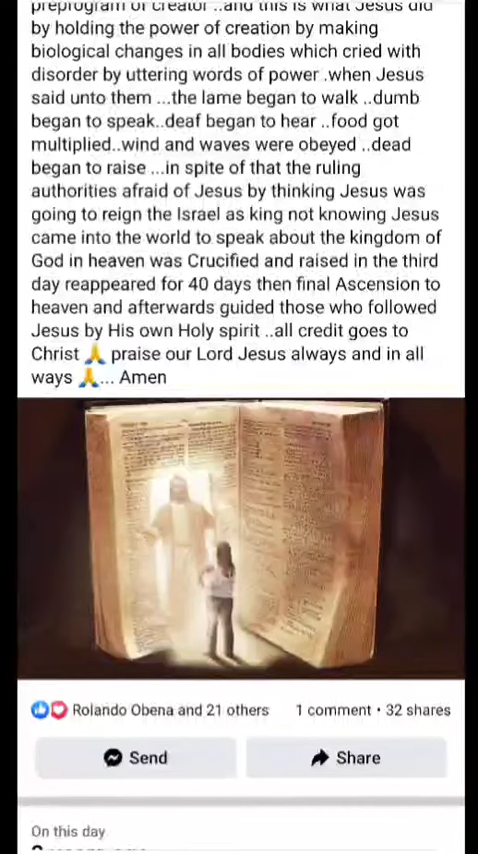 preprogram of creator ..and this is what Jesus did
by holding the power of creation by making
biological changes in all bodies which cried with
disorder by uttering words of power .when Jesus
said unto them ...the lame began to walk ..dumb
began to speak..deaf began to hear ..food got
multiplied..wind and waves were obeyed ..dead
began to raise ...in spite of that the ruling
authorities afraid of Jesus by thinking Jesus was
going to reign the Israel as king not knowing Jesus
came into the world to speak about the kingdom of
God in heaven was Crucified and raised in the third
day reappeared for 40 days then final Ascension to
heaven and afterwards guided those who followed
Jesus by His own Holy spirit ..all credit goes to
Christ 🙏 praise our Lord Jesus always and in all
ways 🙏... Amen
Rolando Obena and 21 others 1 comment • 32 shares
Send Share
On this day